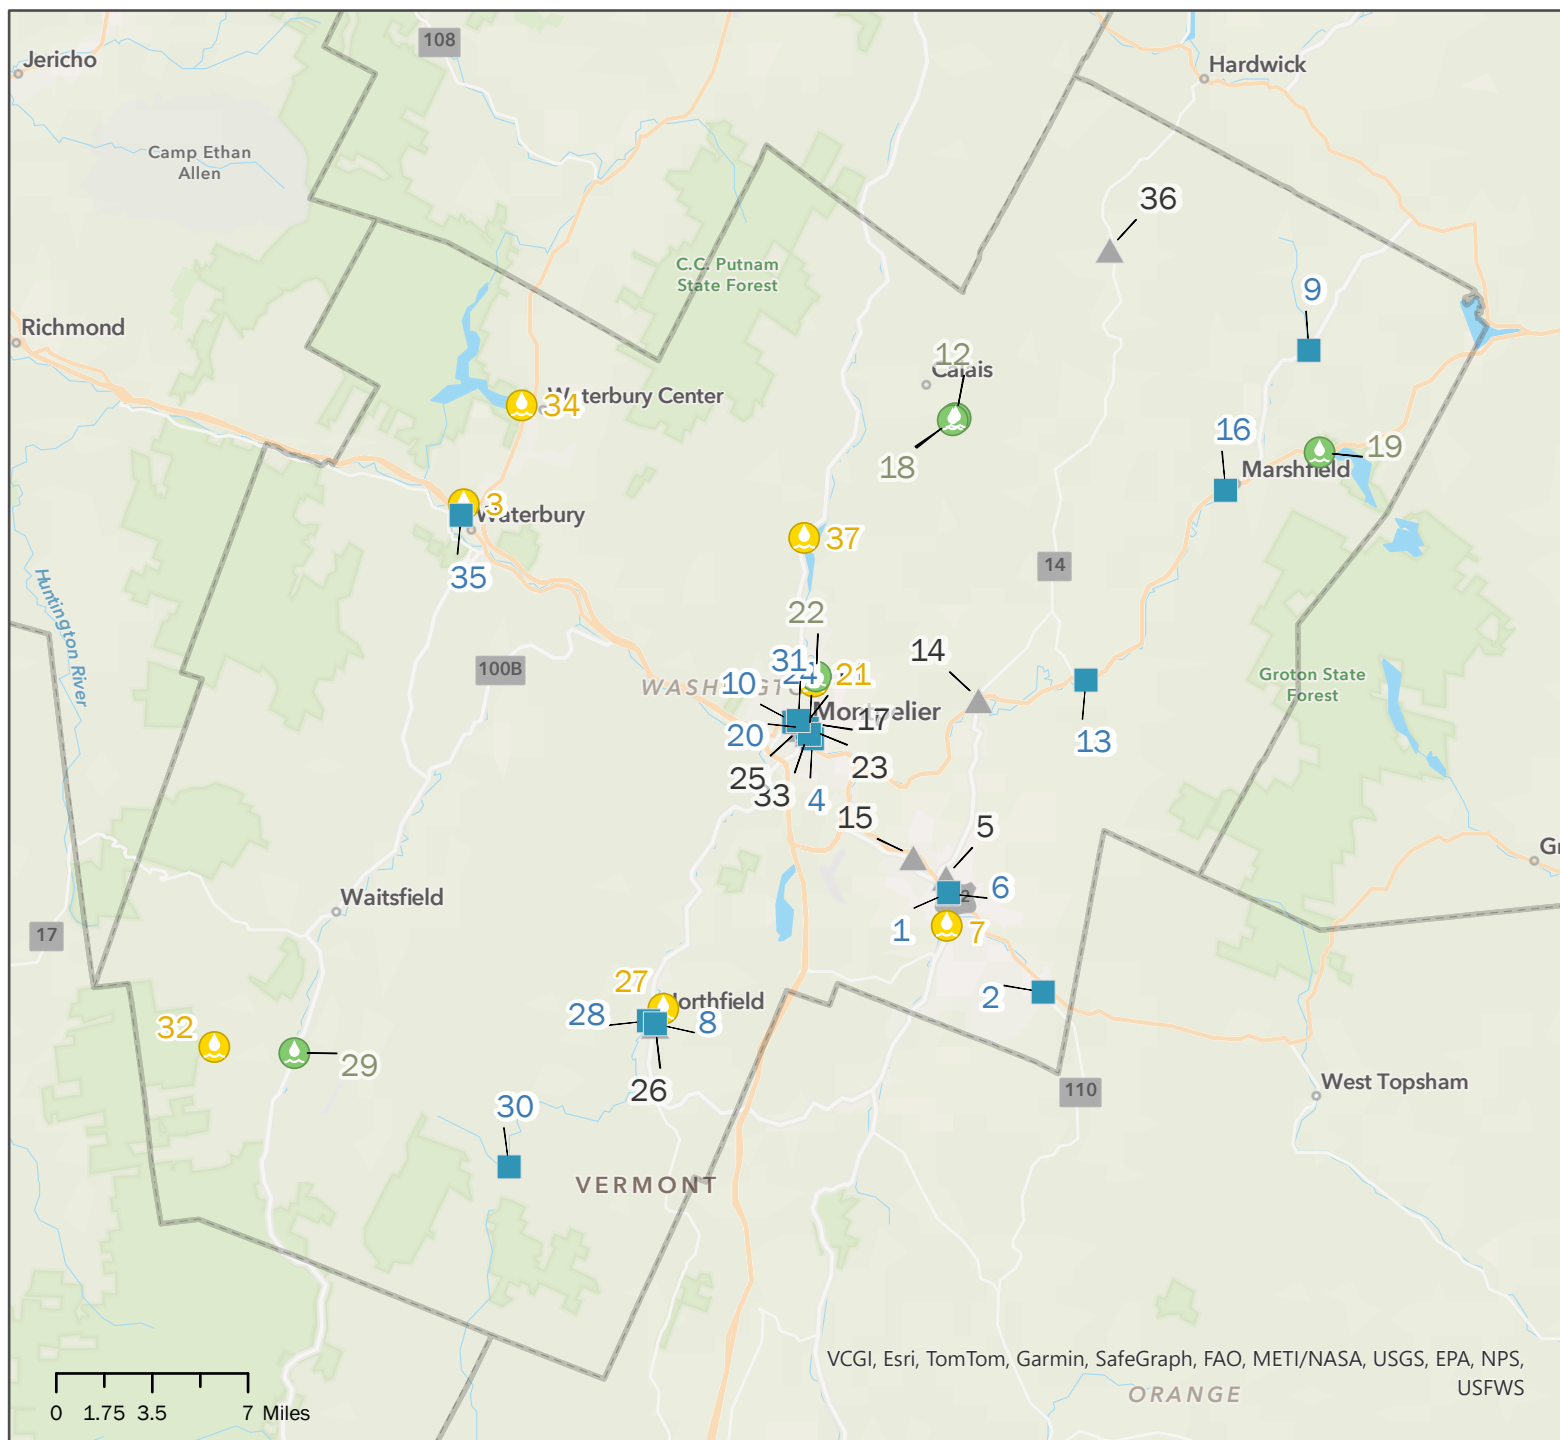 108
Jericho
Hardwick
Camp Ethan
Allen
36
C.C. Putnam
State Forest
9
Richmond
12
Calais
Waterbury Center
34
16
18
19
Marshfield
3
Waterbury
37
35
14
Huntington River
22
14
31
24
21
100B
10
WASHINGTO
Groton State
Forest
Montpelier
17
20
13
23
25
33
4
15
5
6
2
Waitsfield
1
7
17
27
Northfield
2
28
8
32
29
26
30
West Topsham
110
VERMONT
VCGI, Esri, TomTom, Garmin, SafeGraph, FAO, METI/NASA, USGS, EPA, NPS,
USFWS
ORANGE
0 1.75 3.5 7 Miles